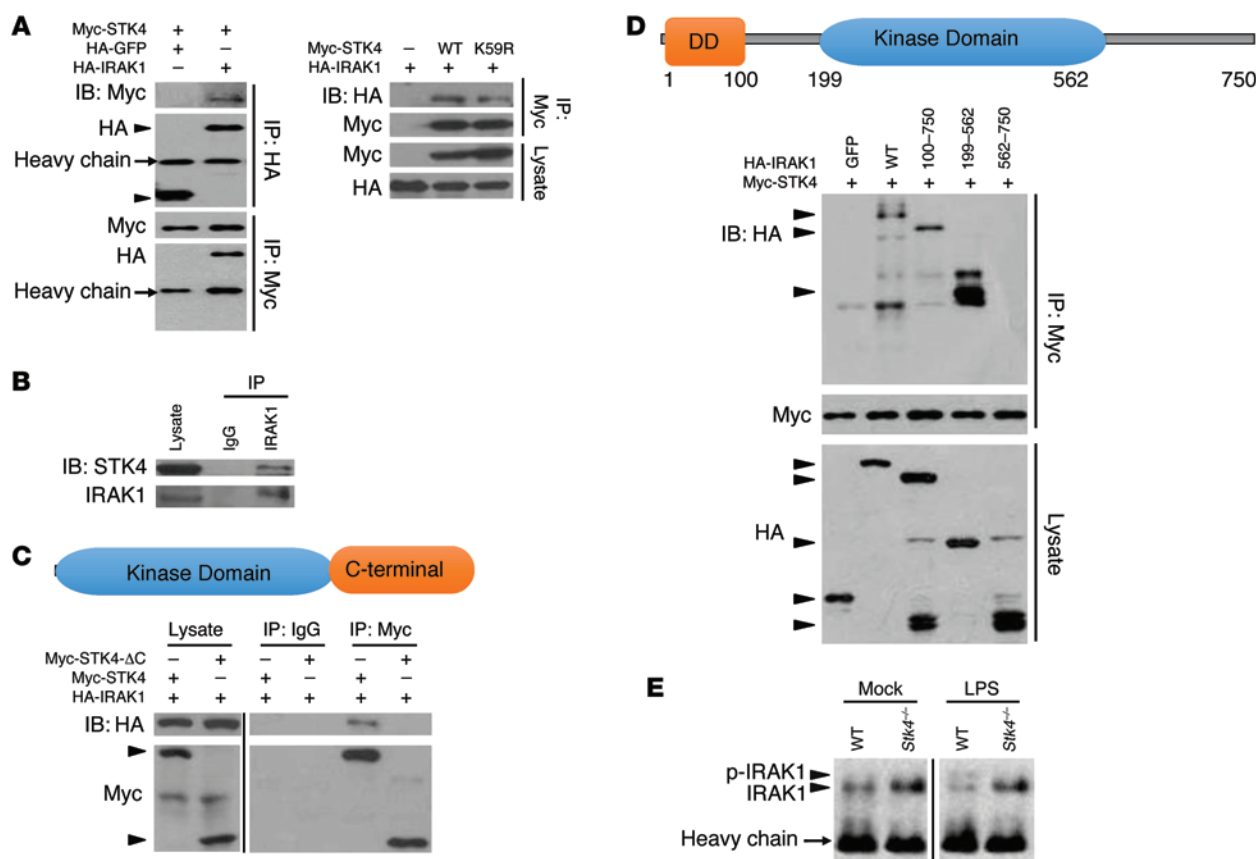 A
Myc-STK4 + +
HA-GFP + –
HA-IRAK1 – +
IB: Myc
HA
Heavy chain
IP: HA
Myc
HA
Heavy chain
IP: Myc
Myc-STK4 – WT K59R
HA-IRAK1 + + +
IB: HA
Myc
IP: Myc
Myc
HA
Lysate
B
IP
Lysate IgG IRAK1
IB: STK4
IRAK1
C
Kinase Domain C-terminal
Lysate IP: IgG IP: Myc
Myc-STK4-ΔC – + – + – +
Myc-STK4 + – + – + –
HA-IRAK1 + + + + + +
IB: HA
Myc
D
DD Kinase Domain
1 100 199 562 750
HA-IRAK1 GFP WT 100–750 199–562 562–750
Myc-STK4 + + + + +
IB: HA
Myc
IP: Myc
HA
Lysate
E
Mock LPS
WT Stk4–/– WT Stk4–/–
p-IRAK1
IRAK1
Heavy chain